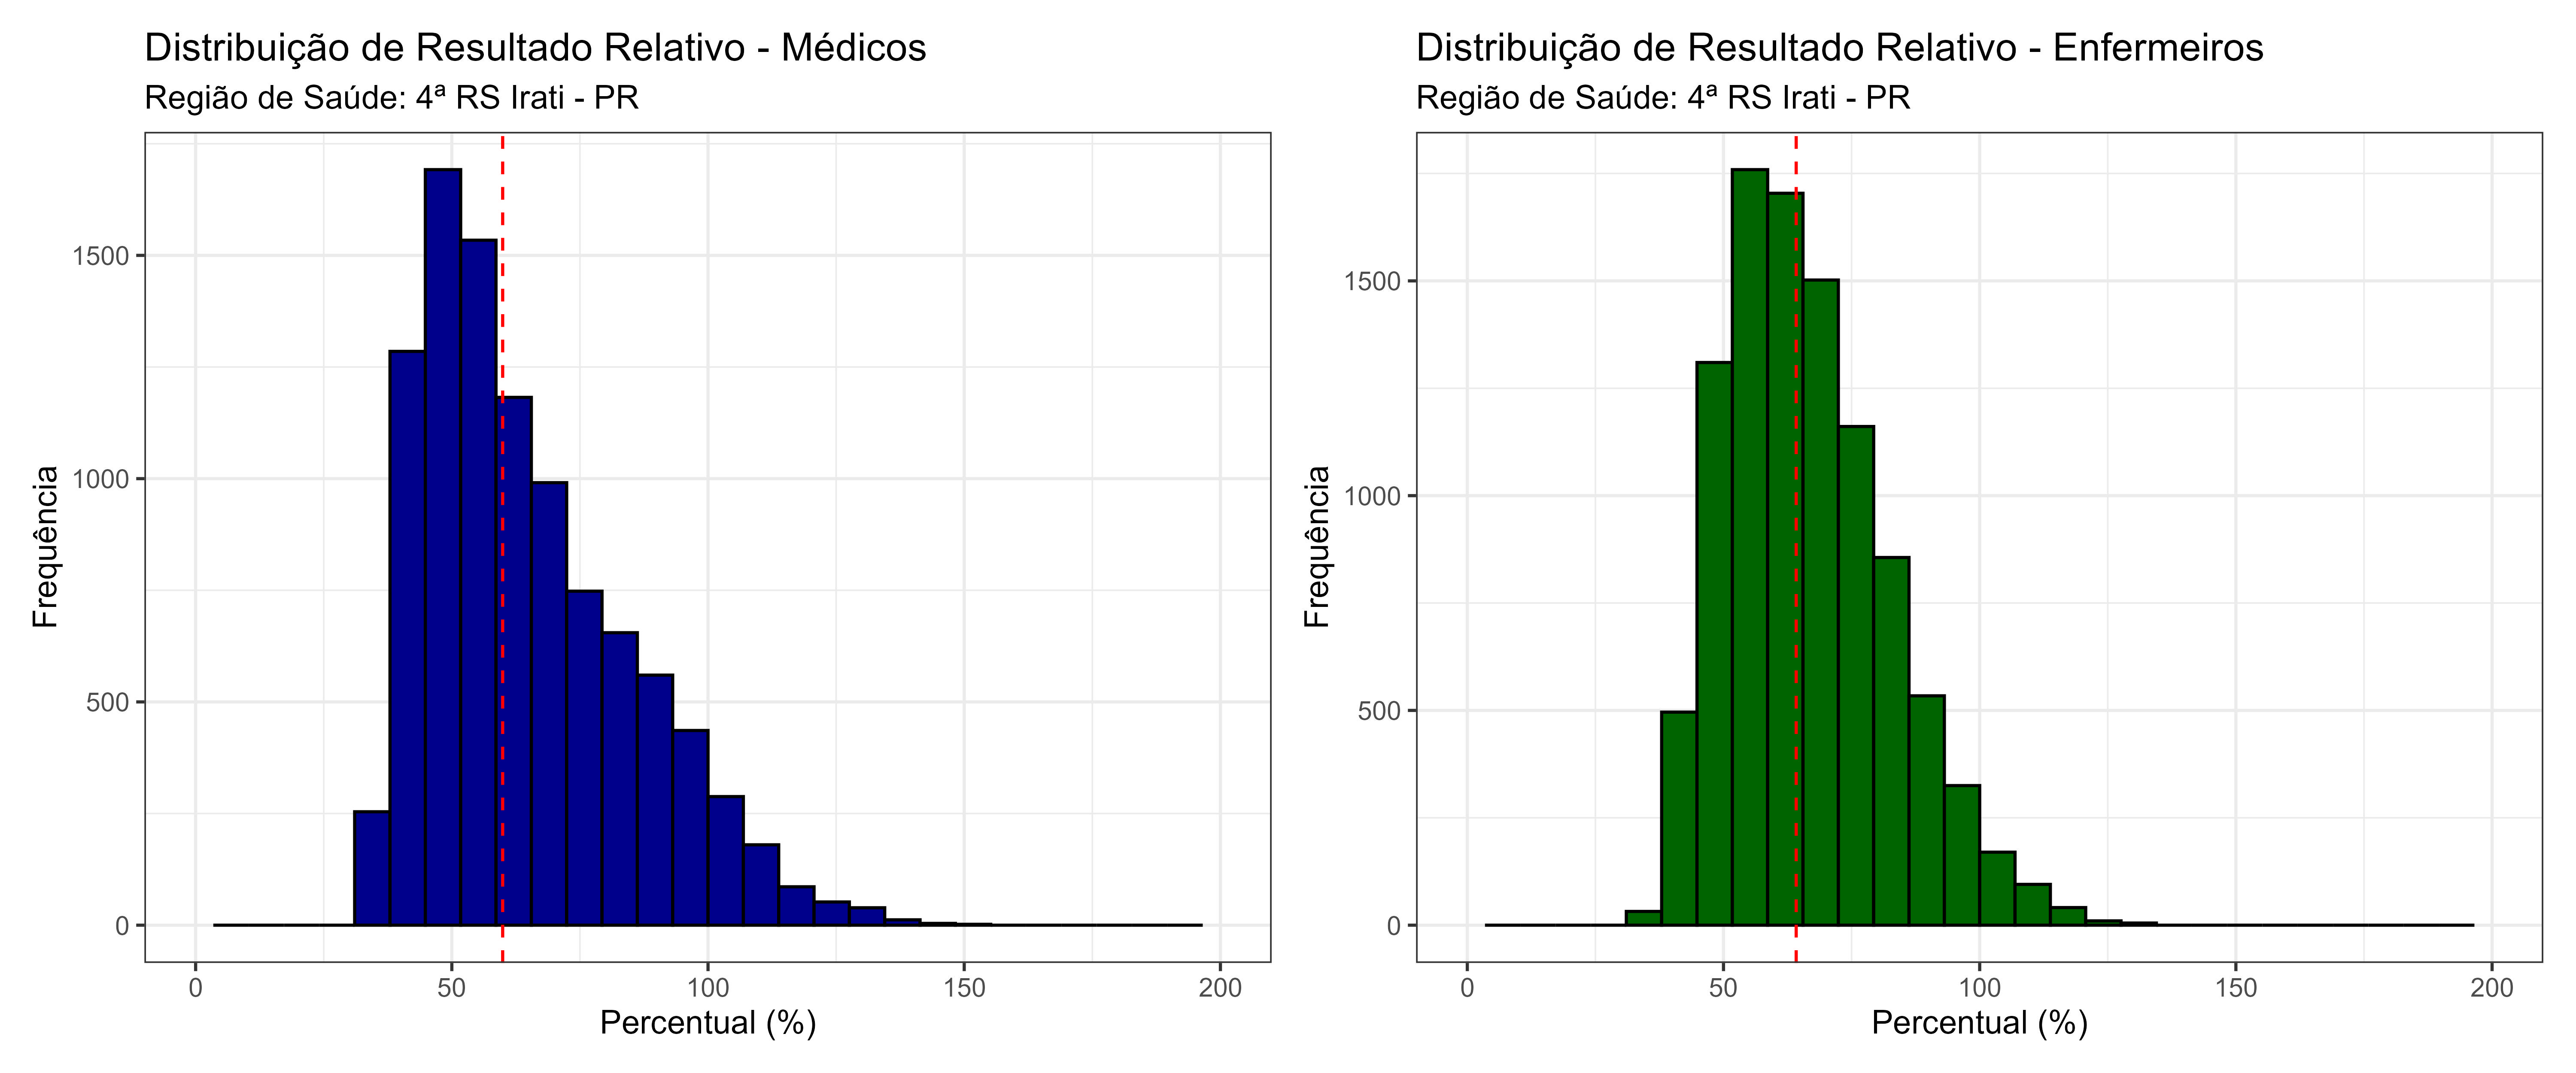 Distribuição de Resultado Relativo - Médicos
Região de Saúde: 4ª RS Irati - PR
1500
1000
500
0
Frequência
0 50 100 150 200
Percentual (%)
Distribuição de Resultado Relativo - Enfermeiros
Região de Saúde: 4ª RS Irati - PR
1500
1000
500
0
Frequência
0 50 100 150 200
Percentual (%)